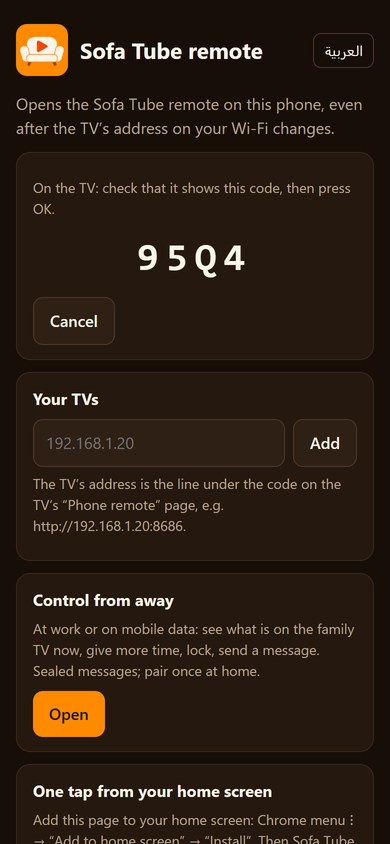 Sofa Tube remote
العربية
Opens the Sofa Tube remote on this phone, even
after the TV’s address on your Wi-Fi changes.
On the TV: check that it shows this code, then press
OK.
95Q4
Cancel
Your TVs
192.168.1.20
Add
The TV’s address is the line under the code on the
TV’s “Phone remote” page, e.g.
http://192.168.1.20:8686.
Control from away
At work or on mobile data: see what is on the family
TV now, give more time, lock, send a message.
Sealed messages; pair once at home.
Open
One tap from your home screen
Add this page to your home screen: Chrome menu ⋮
→ “Add to home screen” → “Install”. Then Sofa Tube